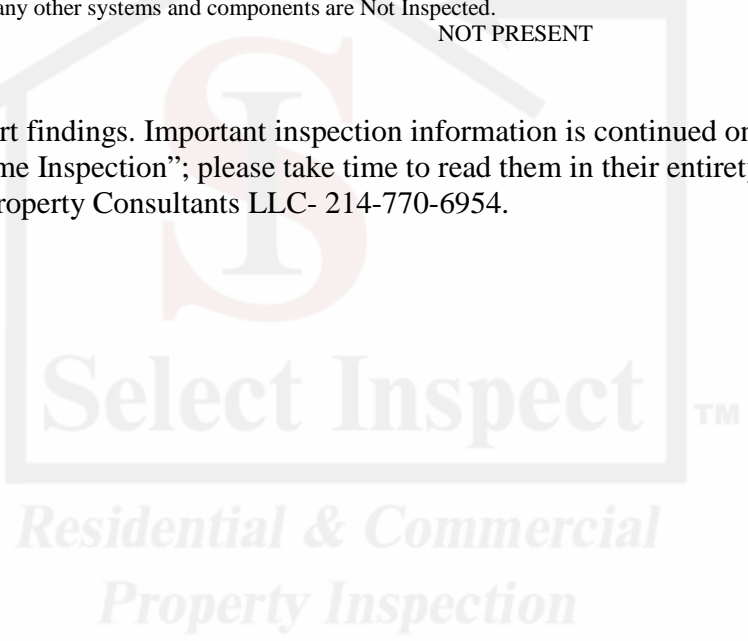 any other systems and components are Not Inspected.
NOT PRESENT
rt findings. Important inspection information is continued on
me Inspection”; please take time to read them in their entirety
roperty Consultants LLC- 214-770-6954.
SI
Select Inspect TM
Residential & Commercial
Property Inspection